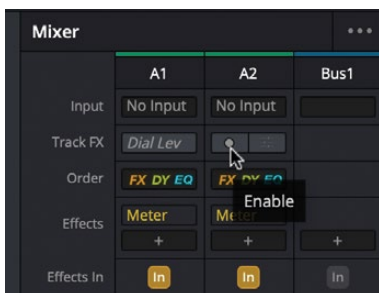 Mixer
A1 A2 Bus1
Input No Input No Input
Track FX Dial Lev
Order FX DY EQ FX DY EQ
Enable
Effects Meter Meter
+ + +
Effects In In In In